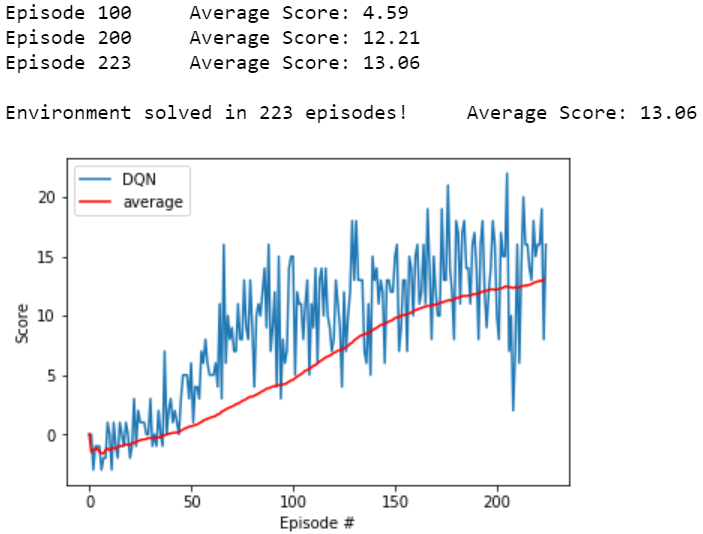 Episode 100 Average Score: 4.59
Episode 200 Average Score: 12.21
Episode 223 Average Score: 13.06
Environment solved in 223 episodes! Average Score: 13.06
DQN
average
20
15
10
5
0
Score
0 50 100 150 200
Episode #